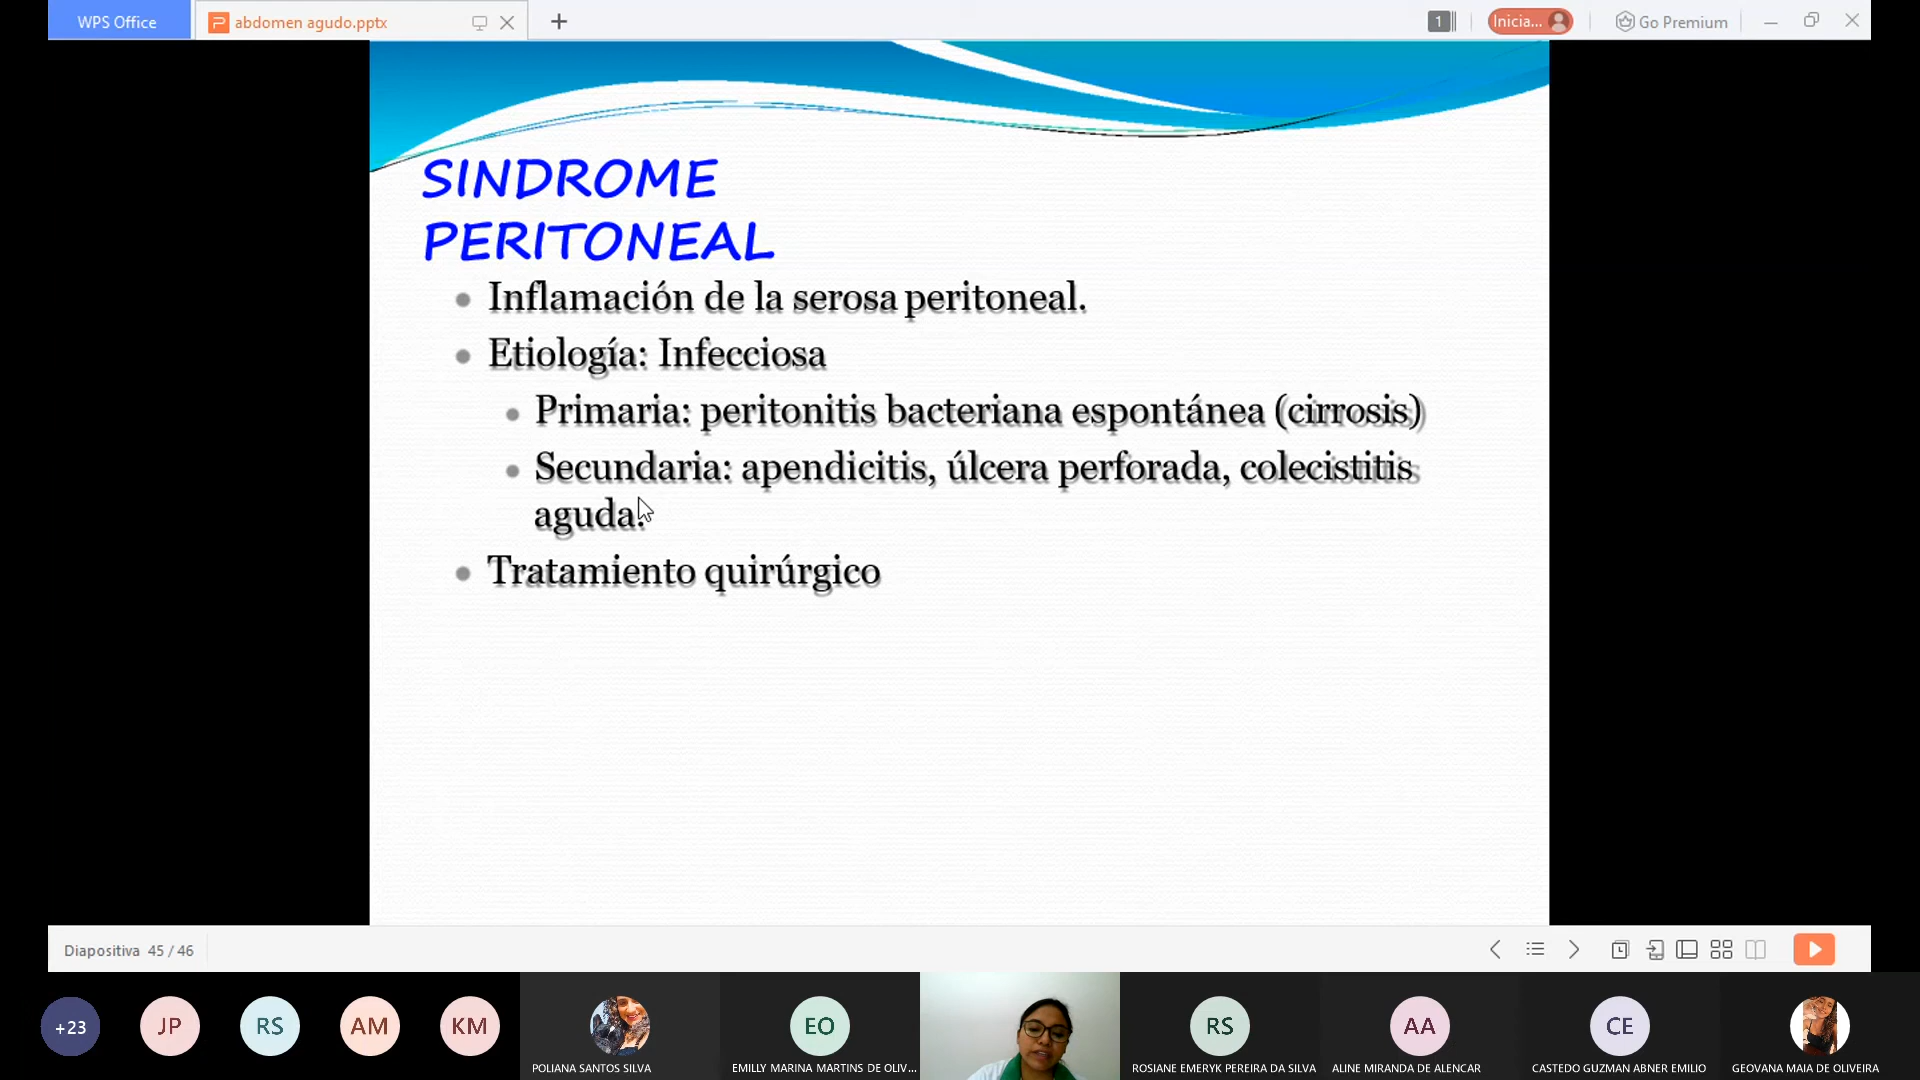 WPS Office
abdomen agudo.pptx
1
Inicia...
Go Premium
SINDROME
PERITONEAL
Inflamación de la serosa peritoneal.
Etiología: Infecciosa
Primaria: peritonitis bacteriana espontánea (cirrosis)
Secundaria: apendicitis, úlcera perforada, colecistitis
aguda.
Tratamiento quirúrgico
Diapositiva 45 / 46
+23
JP
RS
AM
KM
EO
RS
AA
CE
POLIANA SANTOS SILVA
EMILLY MARINA MARTINS DE OLIV...
ROSIANE EMERYK PEREIRA DA SILVA
ALINE MIRANDA DE ALENCAR
CASTEDO GUZMAN ABNER EMILIO
GEOVANA MAIA DE OLIVEIRA